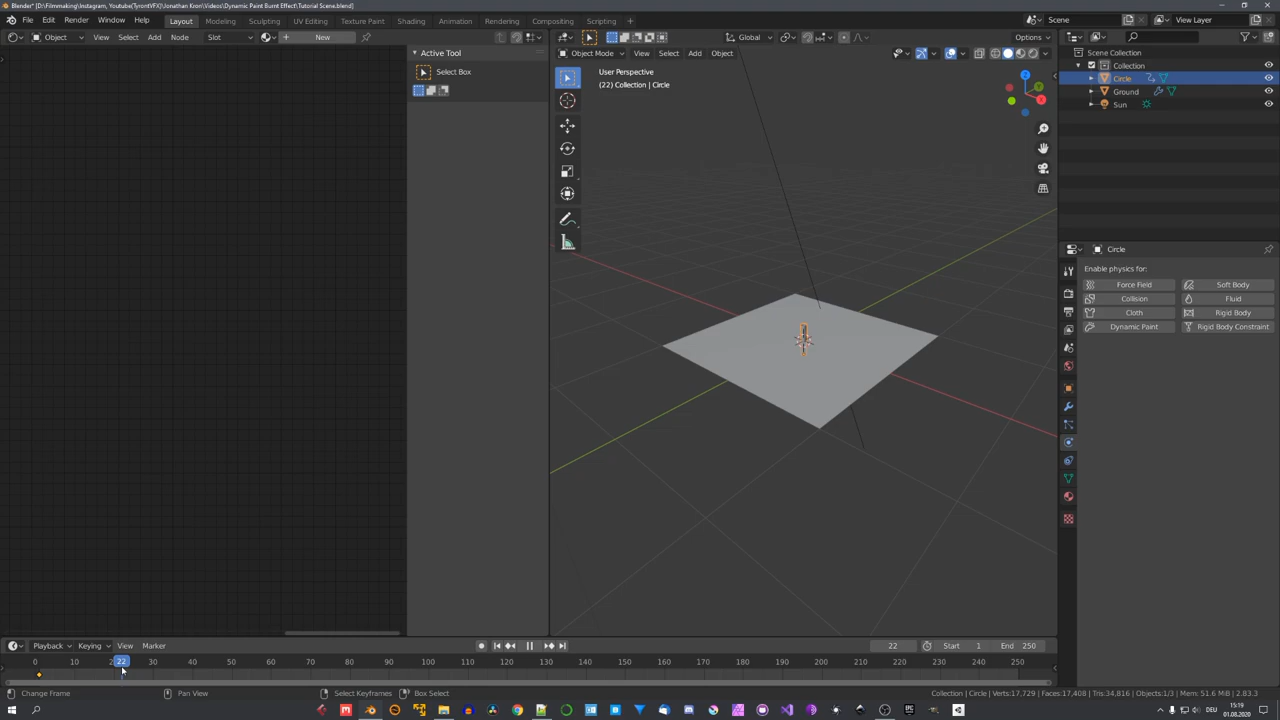 Blender* [D:\Filmmaking\Instagram, Youtube(TyrontVFX)\Jonathan Kron\Videos\Dynamic Paint Burnt Effect\Tutorial Scene.blend]
File Edit Render Window Help Layout Modeling Sculpting UV Editing Texture Paint Shading Animation Rendering Compositing Scripting Scene View Layer
Object View Select Add Node Slot New Global Options
Active Tool
Select Box
Object Mode View Select Add Object
User Perspective
(22) Collection | Circle
Scene Collection
Collection
Circle
Ground
Sun
Circle
Enable physics for:
Force Field Soft Body
Collision Fluid
Cloth Rigid Body
Dynamic Paint Rigid Body Constraint
Playback Keying View Marker 22 Start 1 End 250
0 10 2 22 30 40 50 60 70 80 90 100 110 120 130 140 150 160 170 180 190 200 210 220 230 240 250
Change Frame Pan View Select Keyframes Box Select Collection | Circle | Verts:17,729 | Faces:17,408 | Tris:34,816 | Objects:1/3 | Mem: 51.6 MiB | 2.83.3
DEU 15:19
01.08.2020